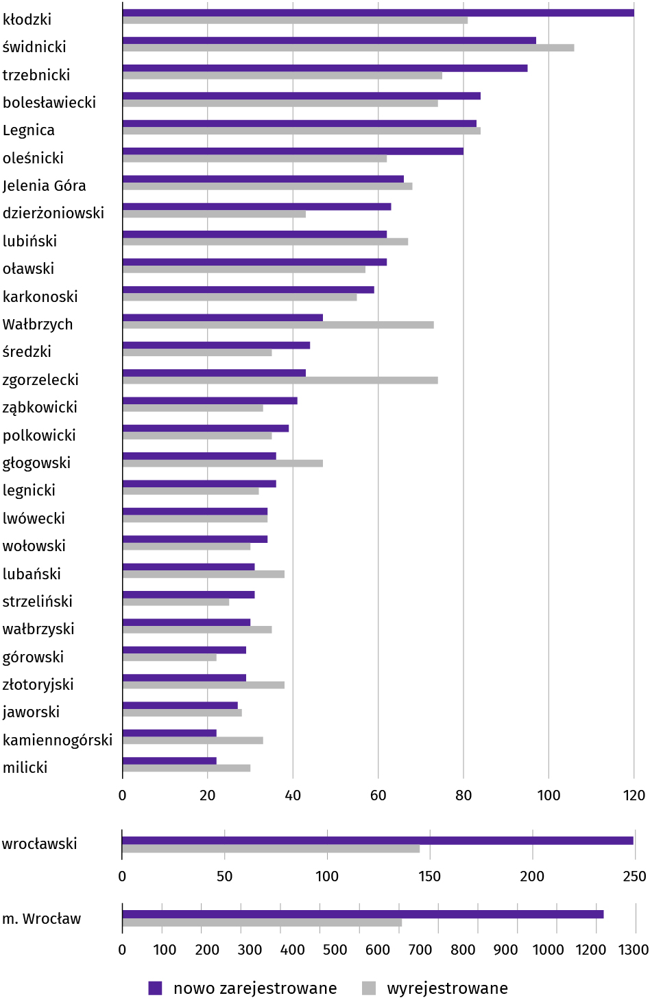 kłodzki
świdnicki
trzebnicki
bolesławiecki
Legnica
oleśnicki
Jelenia Góra
dzierżoniowski
lubiński
oławski
karkonoski
Wałbrzych
średzki
zgorzelecki
ząbkowicki
polkowicki
głogowski
legnicki
lwówecki
wołowski
lubański
strzeliński
wałbrzyski
górowski
złotoryjski
jaworski
kamiennogórski
milicki
0 20 40 60 80 100 120
wrocławski
0 50 100 150 200 250
m. Wrocław
0 100 200 300 400 500 600 700 800 900 1000 1200 1300
nowo zarejestrowane wyrejestrowane